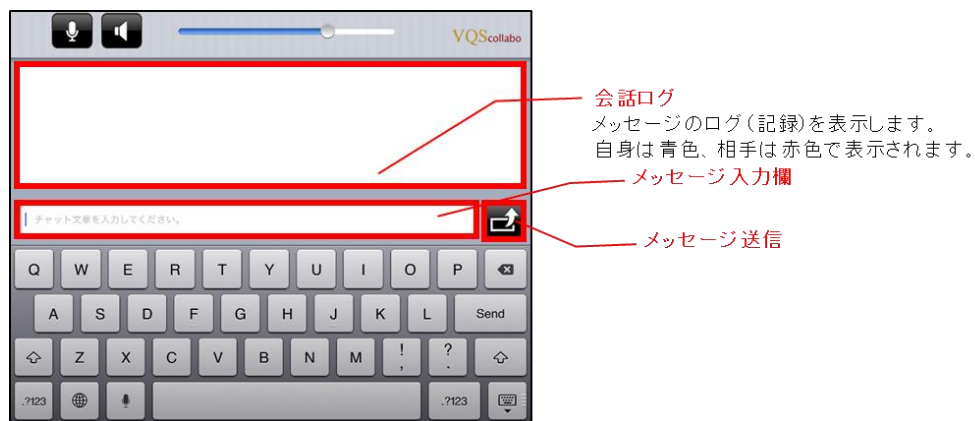 VQScollabo
会話ログ
メッセージのログ(記録)を表示します。
自身は青色、相手は赤色で表示されます。
メッセージ入力欄
チャット文章を入力してください。
メッセージ送信
Q W E R T Y U I O P
A S D F G H J K L Send
Z X C V B N M ! , ? .
.?123 .?123